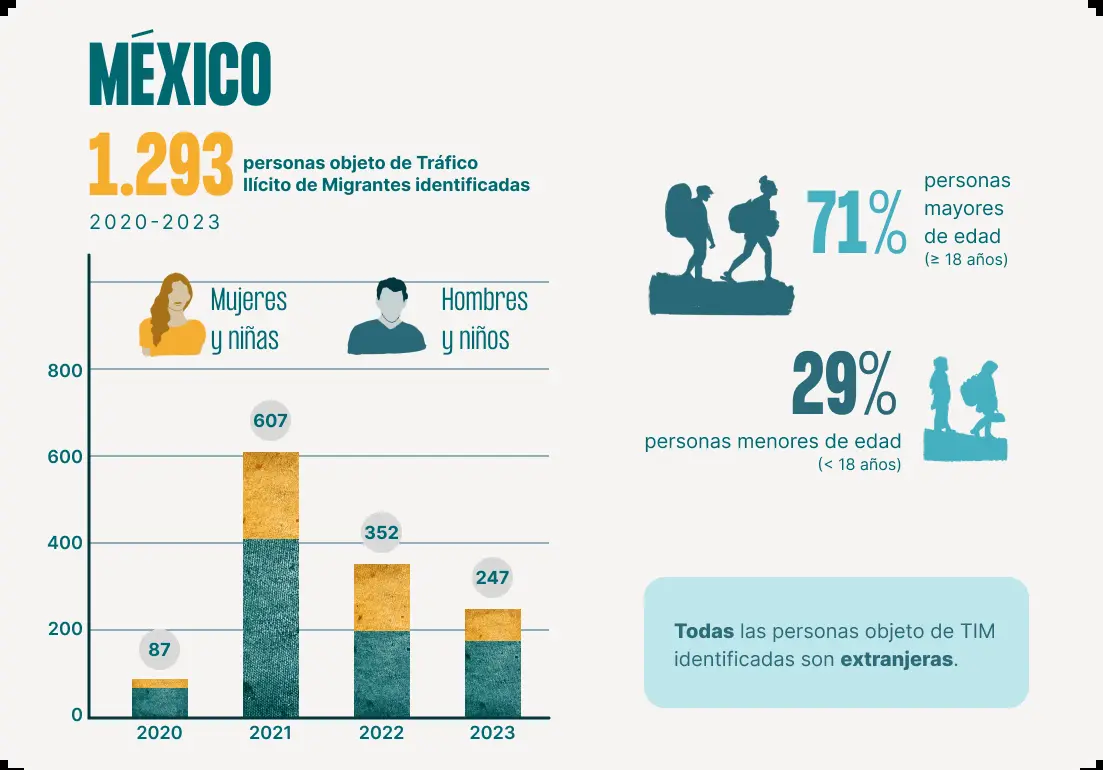 MÉXICO
1.293
personas objeto de Tráfico
Ilícito de Migrantes identificadas
2020-2023
Mujeres
y niñas
Hombres
y niños
800
600
400
200
0
87
607
352
247
2020
2021
2022
2023
71%
personas
mayores
de edad
(≥ 18 años)
29%
personas menores de edad
(< 18 años)
Todas las personas objeto de TIM
identificadas son extranjeras.